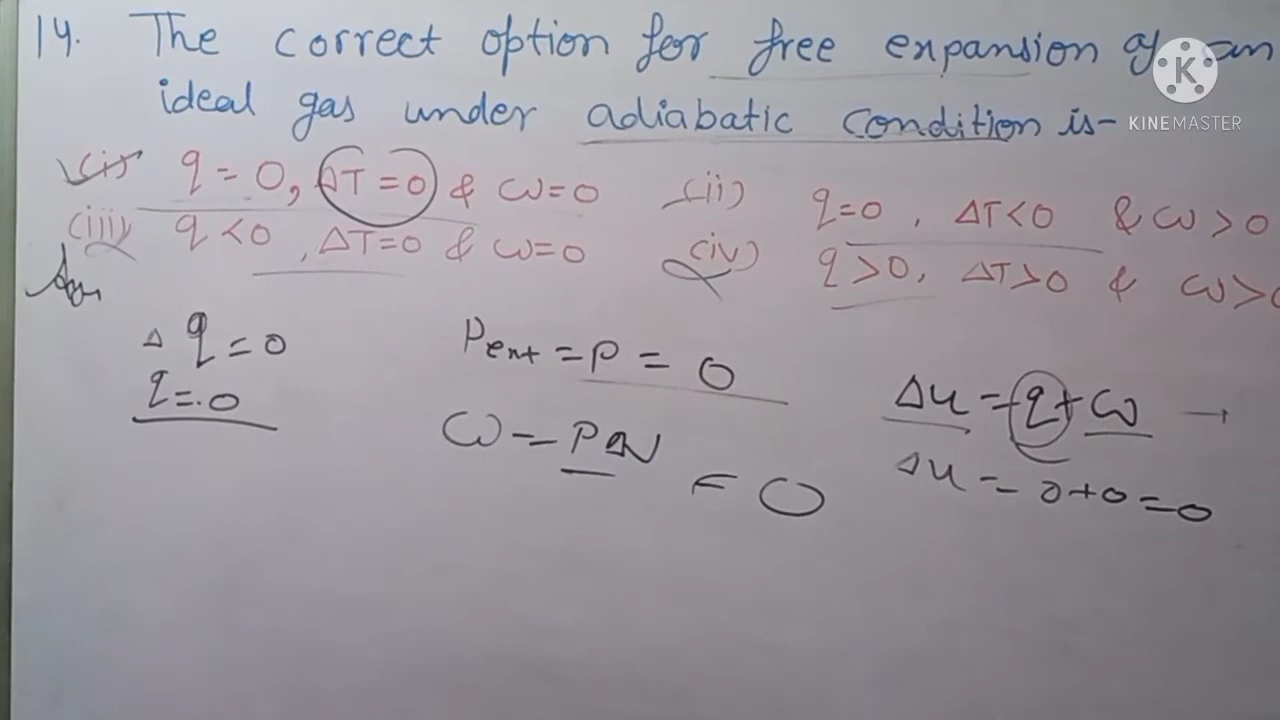 14. The correct option for free expansion of an
ideal gas under adiabatic condition is-
K
KINEMASTER
(i) q = 0, ΔT = 0 & ω = 0 (ii) q=0, ΔT<0 & ω > 0
(iii) q < 0, ΔT=0 & ω=0 (iv) q > 0, ΔT>0 & ω>0
Ans
Δ q = 0
q = 0
Pext = P = 0
ω = PΔV = 0
Δu = q + ω →
Δu = 0+0 = 0